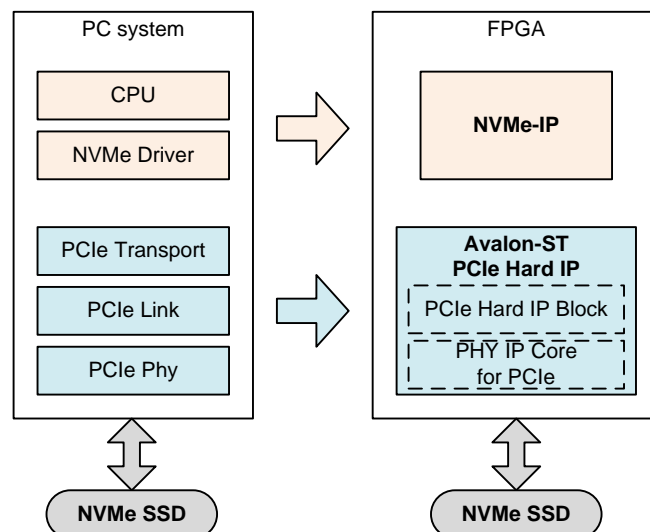 PC system
CPU
NVMe Driver
PCIe Transport
PCIe Link
PCIe Phy
NVMe SSD
FPGA
NVMe-IP
Avalon-ST
PCIe Hard IP
PCIe Hard IP Block
PHY IP Core
for PCIe
NVMe SSD